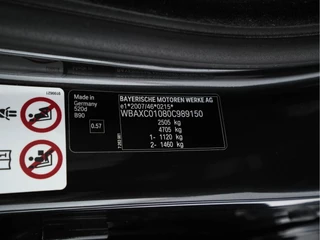 Made in
Germany
520d
B90
0.57
BAYERISCHE MOTOREN WERKE AG
e1*2007/46*0215*
WBAXC01080C989150
2505 kg
4705 kg
1- 1120 kg
2- 1460 kg